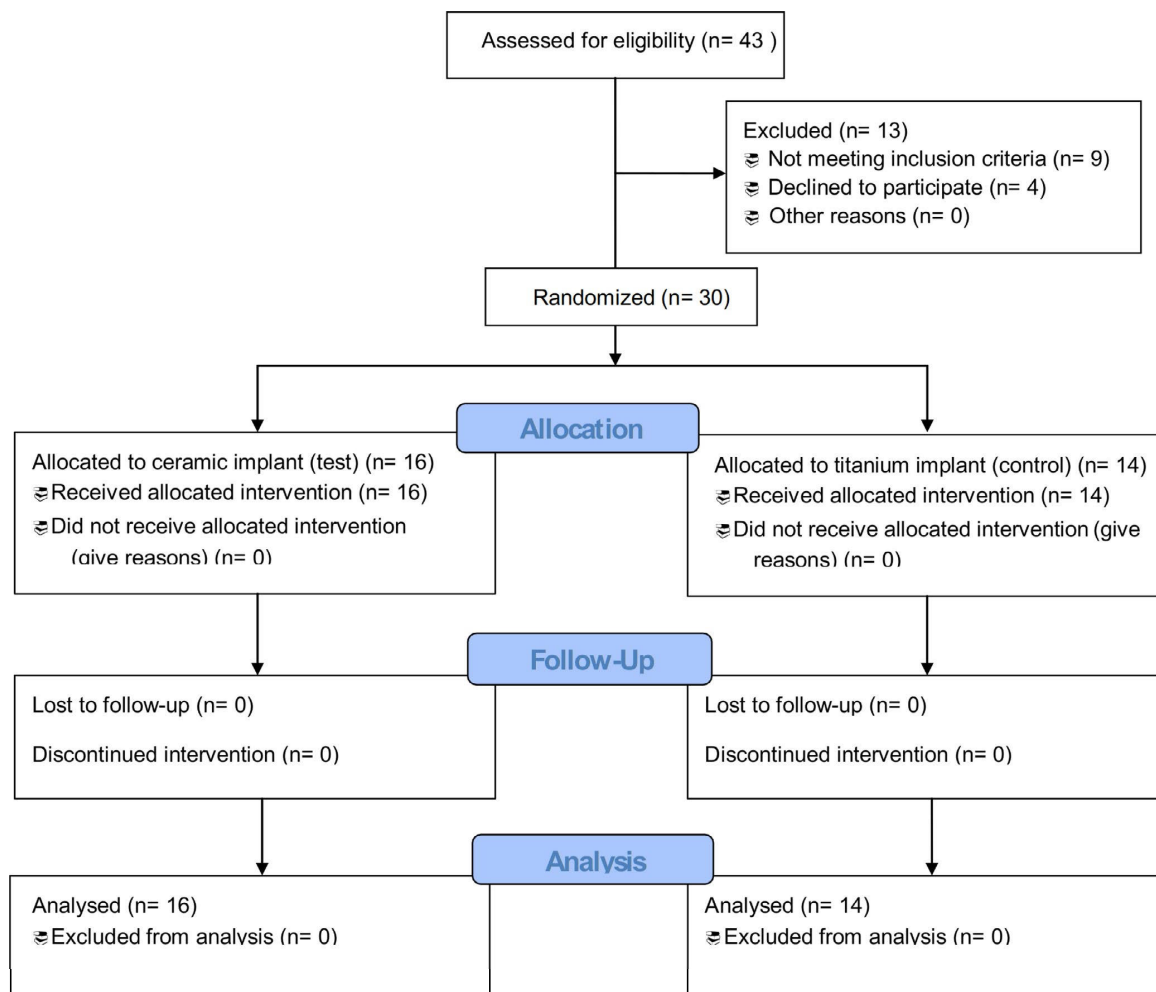 Assessed for eligibility (n= 43 )
Excluded (n= 13)
Not meeting inclusion criteria (n= 9)
Declined to participate (n= 4)
Other reasons (n= 0)
Randomized (n= 30)
Allocation
Allocated to ceramic implant (test) (n= 16)
Received allocated intervention (n= 16)
Did not receive allocated intervention
(give reasons) (n= 0)
Allocated to titanium implant (control) (n= 14)
Received allocated intervention (n= 14)
Did not receive allocated intervention (give
reasons) (n= 0)
Follow-Up
Lost to follow-up (n= 0)
Discontinued intervention (n= 0)
Lost to follow-up (n= 0)
Discontinued intervention (n= 0)
Analysis
Analysed (n= 16)
Excluded from analysis (n= 0)
Analysed (n= 14)
Excluded from analysis (n= 0)